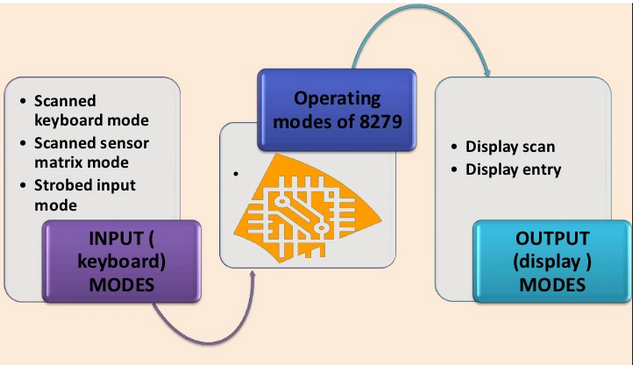 • Scanned
keyboard mode
• Scanned sensor
matrix mode
• Strobed input
mode
INPUT (
keyboard)
MODES
Operating
modes of 8279
•
• Display scan
• Display entry
OUTPUT
(display )
MODES